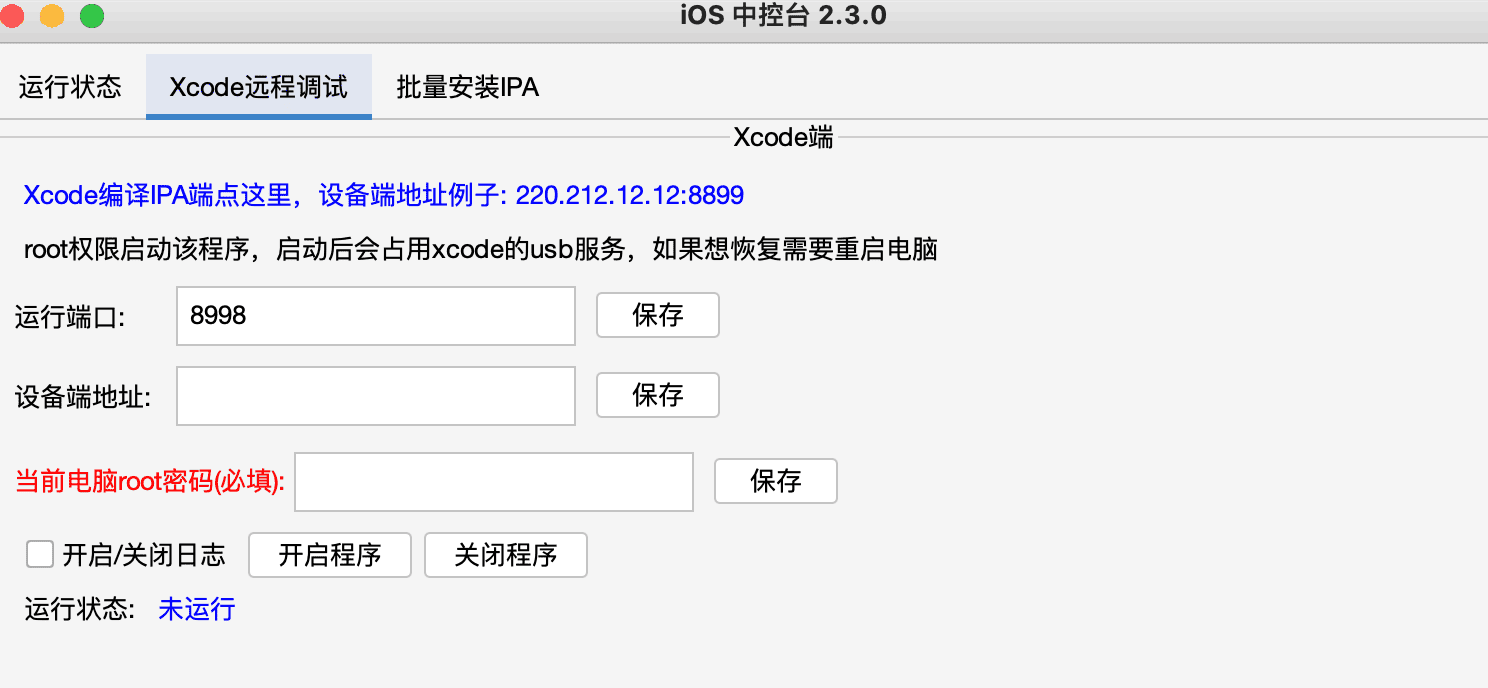 iOS 中控台 2.3.0
运行状态 Xcode远程调试 批量安装IPA
Xcode端
Xcode编译IPA端点这里，设备端地址例子: 220.212.12.12:8899
root权限启动该程序，启动后会占用xcode的usb服务，如果想恢复需要重启电脑
运行端口: 8998 保存
设备端地址: 保存
当前电脑root密码(必填): 保存
开启/关闭日志 开启程序 关闭程序
运行状态: 未运行